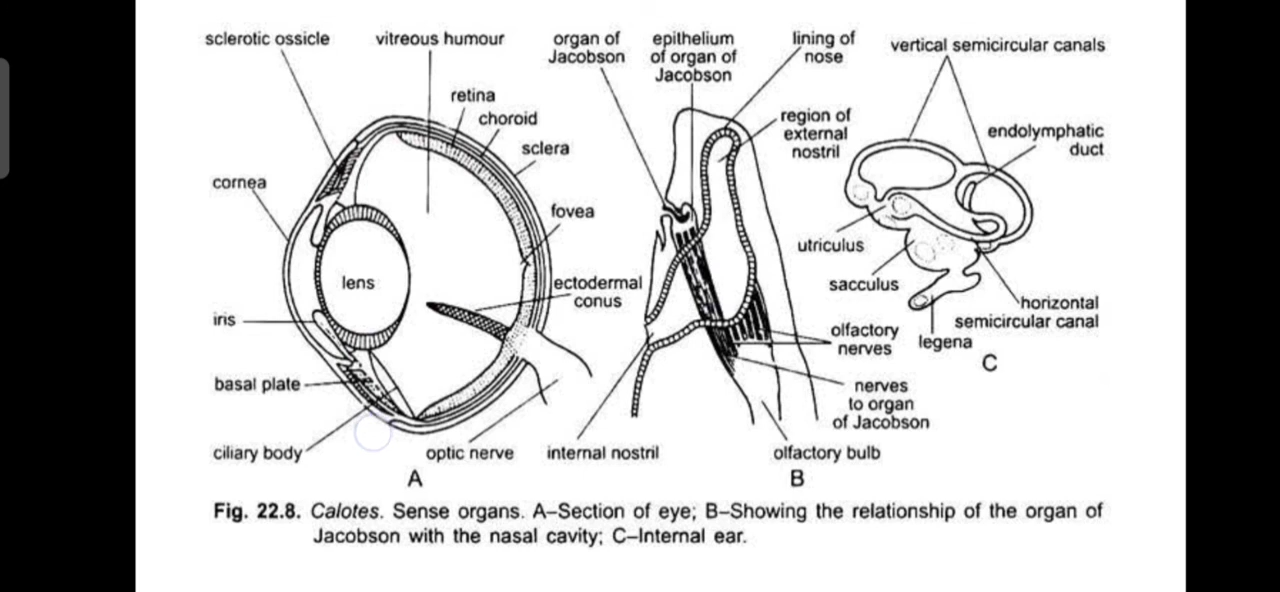 sclerotic ossicle
vitreous humour
retina
choroid
sclera
cornea
fovea
lens
ectodermal
conus
iris
basal plate
ciliary body
optic nerve
A
organ of
Jacobson
epithelium
of organ of
Jacobson
lining of
nose
region of
external
nostril
olfactory
nerves
nerves
to organ
of Jacobson
internal nostril
olfactory bulb
B
vertical semicircular canals
endolymphatic
duct
utriculus
sacculus
horizontal
semicircular canal
legena
C
Fig. 22.8. Calotes. Sense organs. A–Section of eye; B–Showing the relationship of the organ of
Jacobson with the nasal cavity; C–Internal ear.